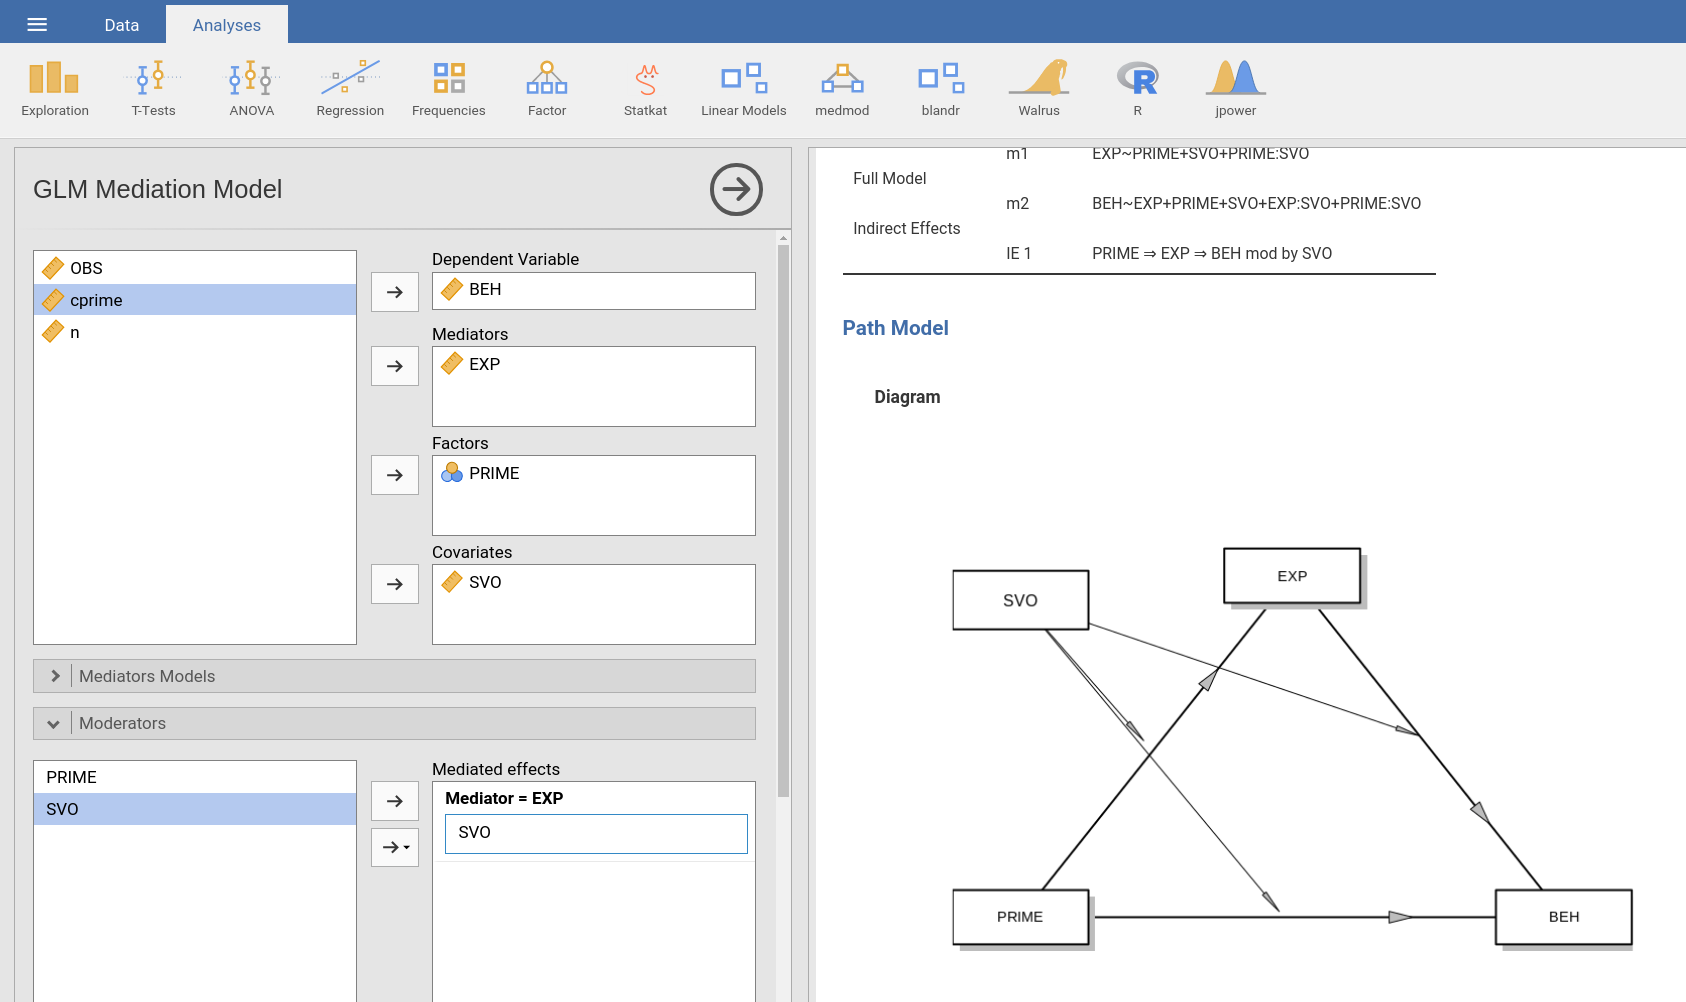 Data Analyses
Exploration T-Tests ANOVA Regression Frequencies Factor Statkat Linear Models medmod blandr Walrus R jpower
GLM Mediation Model
OBS
cprime
n
Dependent Variable
BEH
Mediators
EXP
Factors
PRIME
Covariates
SVO
Mediators Models
Moderators
PRIME
SVO
Mediated effects
Mediator = EXP
SVO
m1 EXP~PRIME+SVO+PRIME:SVO
Full Model
m2 BEH~EXP+PRIME+SVO+EXP:SVO+PRIME:SVO
Indirect Effects
IE 1 PRIME ⇒ EXP ⇒ BEH mod by SVO
Path Model
Diagram
EXP
SVO
PRIME
BEH